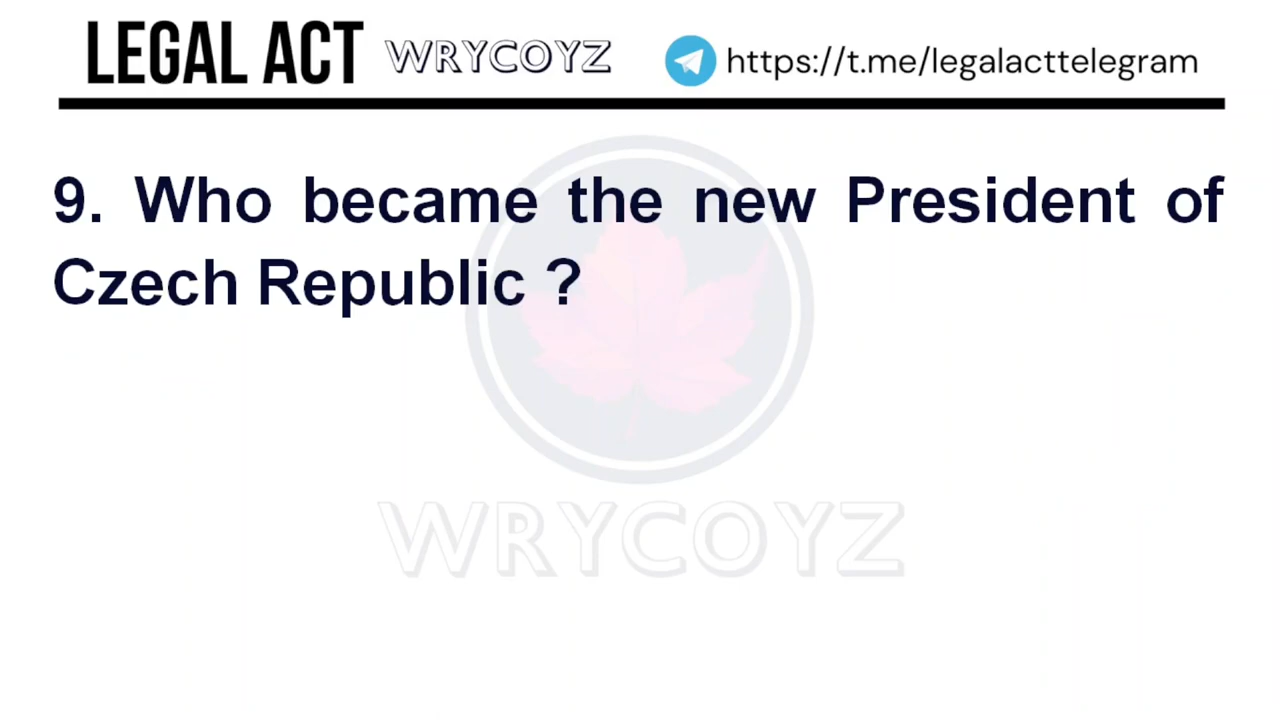 LEGAL ACT WRYCOYZ https://t.me/legalacttelegram
9. Who became the new President of
Czech Republic ?
WRYCOYZ